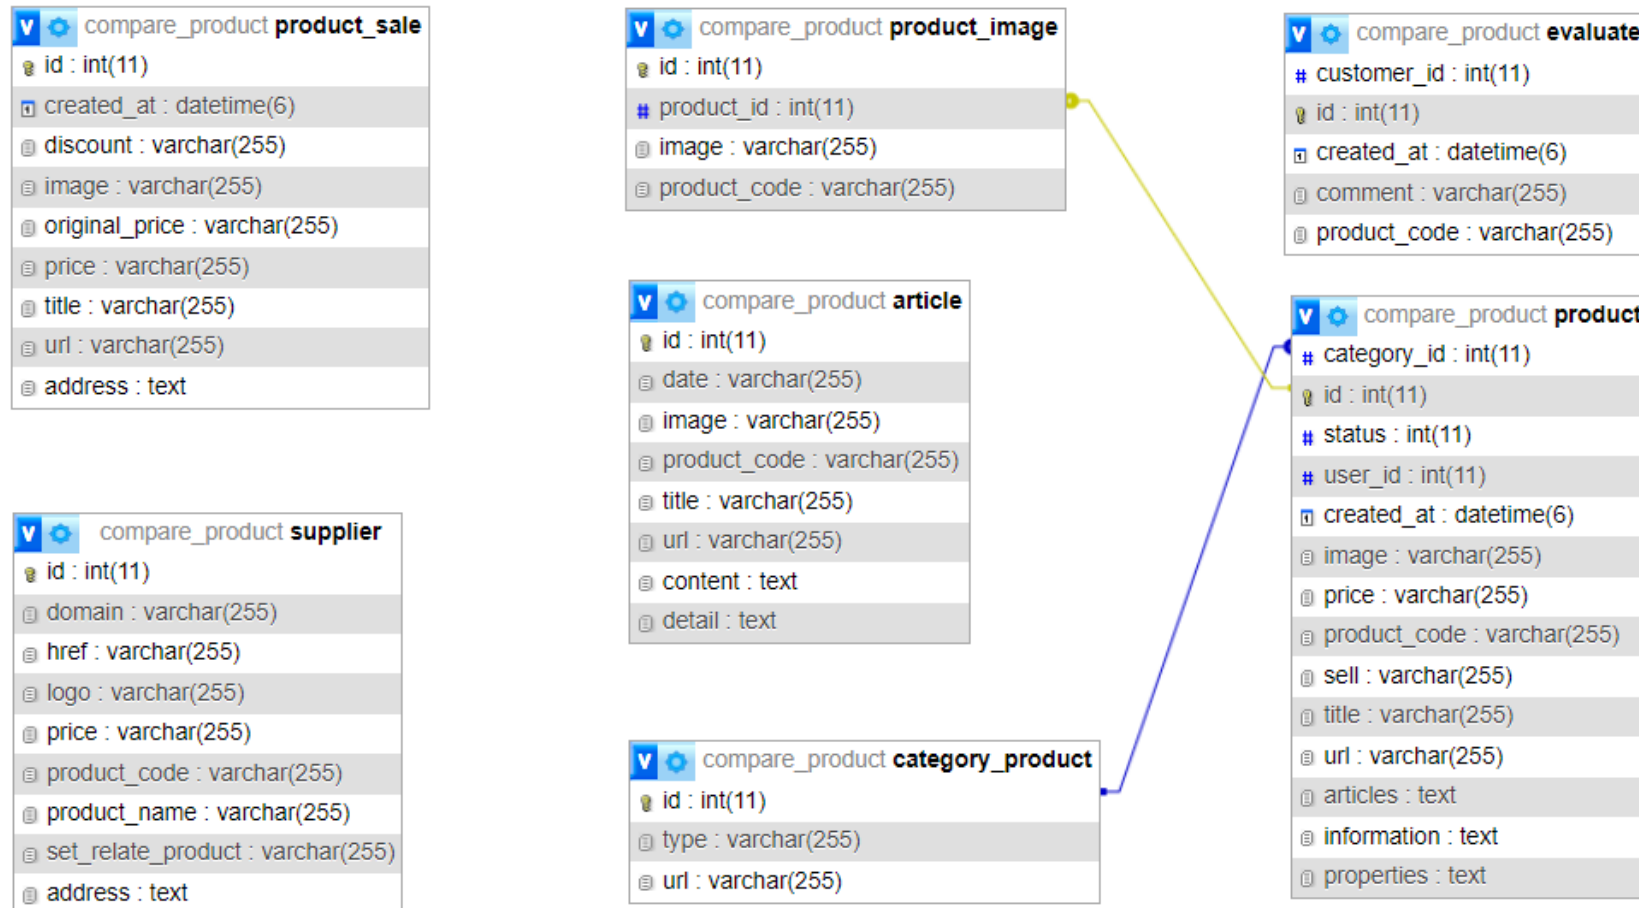 V compare_product product_sale
id : int(11)
created_at : datetime(6)
discount : varchar(255)
image : varchar(255)
original_price : varchar(255)
price : varchar(255)
title : varchar(255)
url : varchar(255)
address : text
V compare_product supplier
id : int(11)
domain : varchar(255)
href : varchar(255)
logo : varchar(255)
price : varchar(255)
product_code : varchar(255)
product_name : varchar(255)
set_relate_product : varchar(255)
address : text
V compare_product product_image
id : int(11)
# product_id : int(11)
image : varchar(255)
product_code : varchar(255)
V compare_product article
id : int(11)
date : varchar(255)
image : varchar(255)
product_code : varchar(255)
title : varchar(255)
url : varchar(255)
content : text
detail : text
V compare_product category_product
id : int(11)
type : varchar(255)
url : varchar(255)
V compare_product evaluate
# customer_id : int(11)
id : int(11)
created_at : datetime(6)
comment : varchar(255)
product_code : varchar(255)
V compare_product product
# category_id : int(11)
id : int(11)
# status : int(11)
# user_id : int(11)
created_at : datetime(6)
image : varchar(255)
price : varchar(255)
product_code : varchar(255)
sell : varchar(255)
title : varchar(255)
url : varchar(255)
articles : text
information : text
properties : text